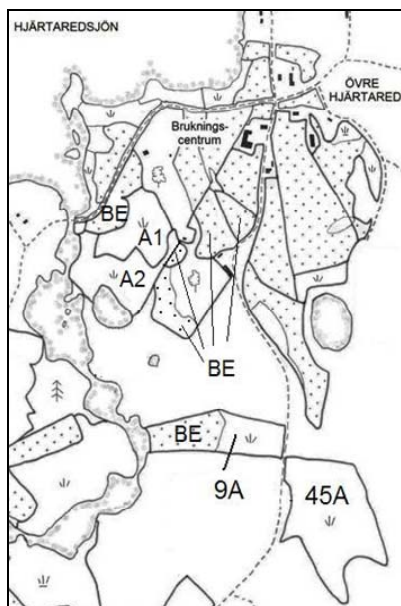 HJÄRTAREDSJÖN
ÖVRE
HJÄRTARED
Bruknings-
centrum
BE
A1
A2
BE
BE
9A
45A